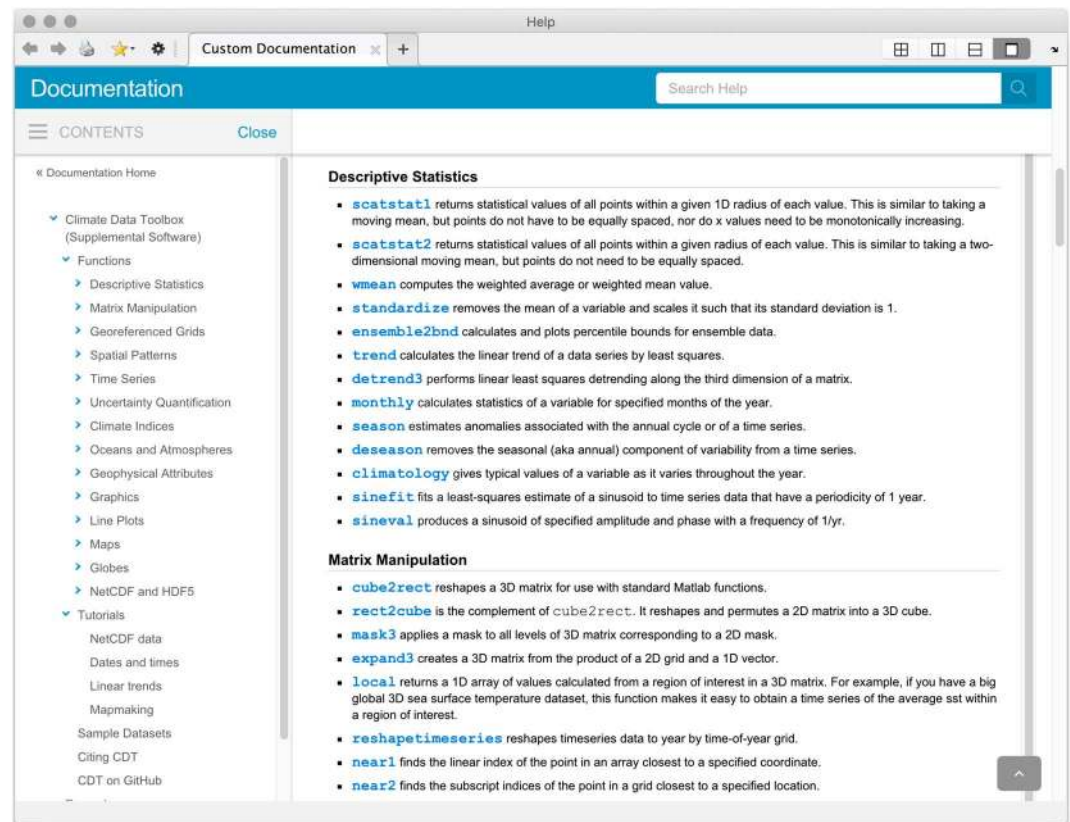 Help
Custom Documentation
Documentation
Search Help
CONTENTS Close
« Documentation Home
Climate Data Toolbox
(Supplemental Software)
Functions
Descriptive Statistics
Matrix Manipulation
Georeferenced Grids
Spatial Patterns
Time Series
Uncertainty Quantification
Climate Indices
Oceans and Atmospheres
Geophysical Attributes
Graphics
Line Plots
Maps
Globes
NetCDF and HDF5
Tutorials
NetCDF data
Dates and times
Linear trends
Mapmaking
Sample Datasets
Citing CDT
CDT on GitHub
Descriptive Statistics
scatstat1 returns statistical values of all points within a given 1D radius of each value. This is similar to taking a
moving mean, but points do not have to be equally spaced, nor do x values need to be monotonically increasing.
scatstat2 returns statistical values of all points within a given radius of each value. This is similar to taking a two-
dimensional moving mean, but points do not need to be equally spaced.
wmean computes the weighted average or weighted mean value.
standardize removes the mean of a variable and scales it such that its standard deviation is 1.
ensemble2bnd calculates and plots percentile bounds for ensemble data.
trend calculates the linear trend of a data series by least squares.
detrend3 performs linear least squares detrending along the third dimension of a matrix.
monthly calculates statistics of a variable for specified months of the year.
season estimates anomalies associated with the annual cycle or of a time series.
deseason removes the seasonal (aka annual) component of variability from a time series.
climatology gives typical values of a variable as it varies throughout the year.
sinefit fits a least-squares estimate of a sinusoid to time series data that have a periodicity of 1 year.
sineval produces a sinusoid of specified amplitude and phase with a frequency of 1/yr.
Matrix Manipulation
cube2rect reshapes a 3D matrix for use with standard Matlab functions.
rect2cube is the complement of cube2rect. It reshapes and permutes a 2D matrix into a 3D cube.
mask3 applies a mask to all levels of 3D matrix corresponding to a 2D mask.
expand3 creates a 3D matrix from the product of a 2D grid and a 1D vector.
local returns a 1D array of values calculated from a region of interest in a 3D matrix. For example, if you have a big
global 3D sea surface temperature dataset, this function makes it easy to obtain a time series of the average sst within
a region of interest.
reshapetimeseries reshapes timeseries data to year by time-of-year grid.
near1 finds the linear index of the point in an array closest to a specified coordinate.
near2 finds the subscript indices of the point in a grid closest to a specified location.